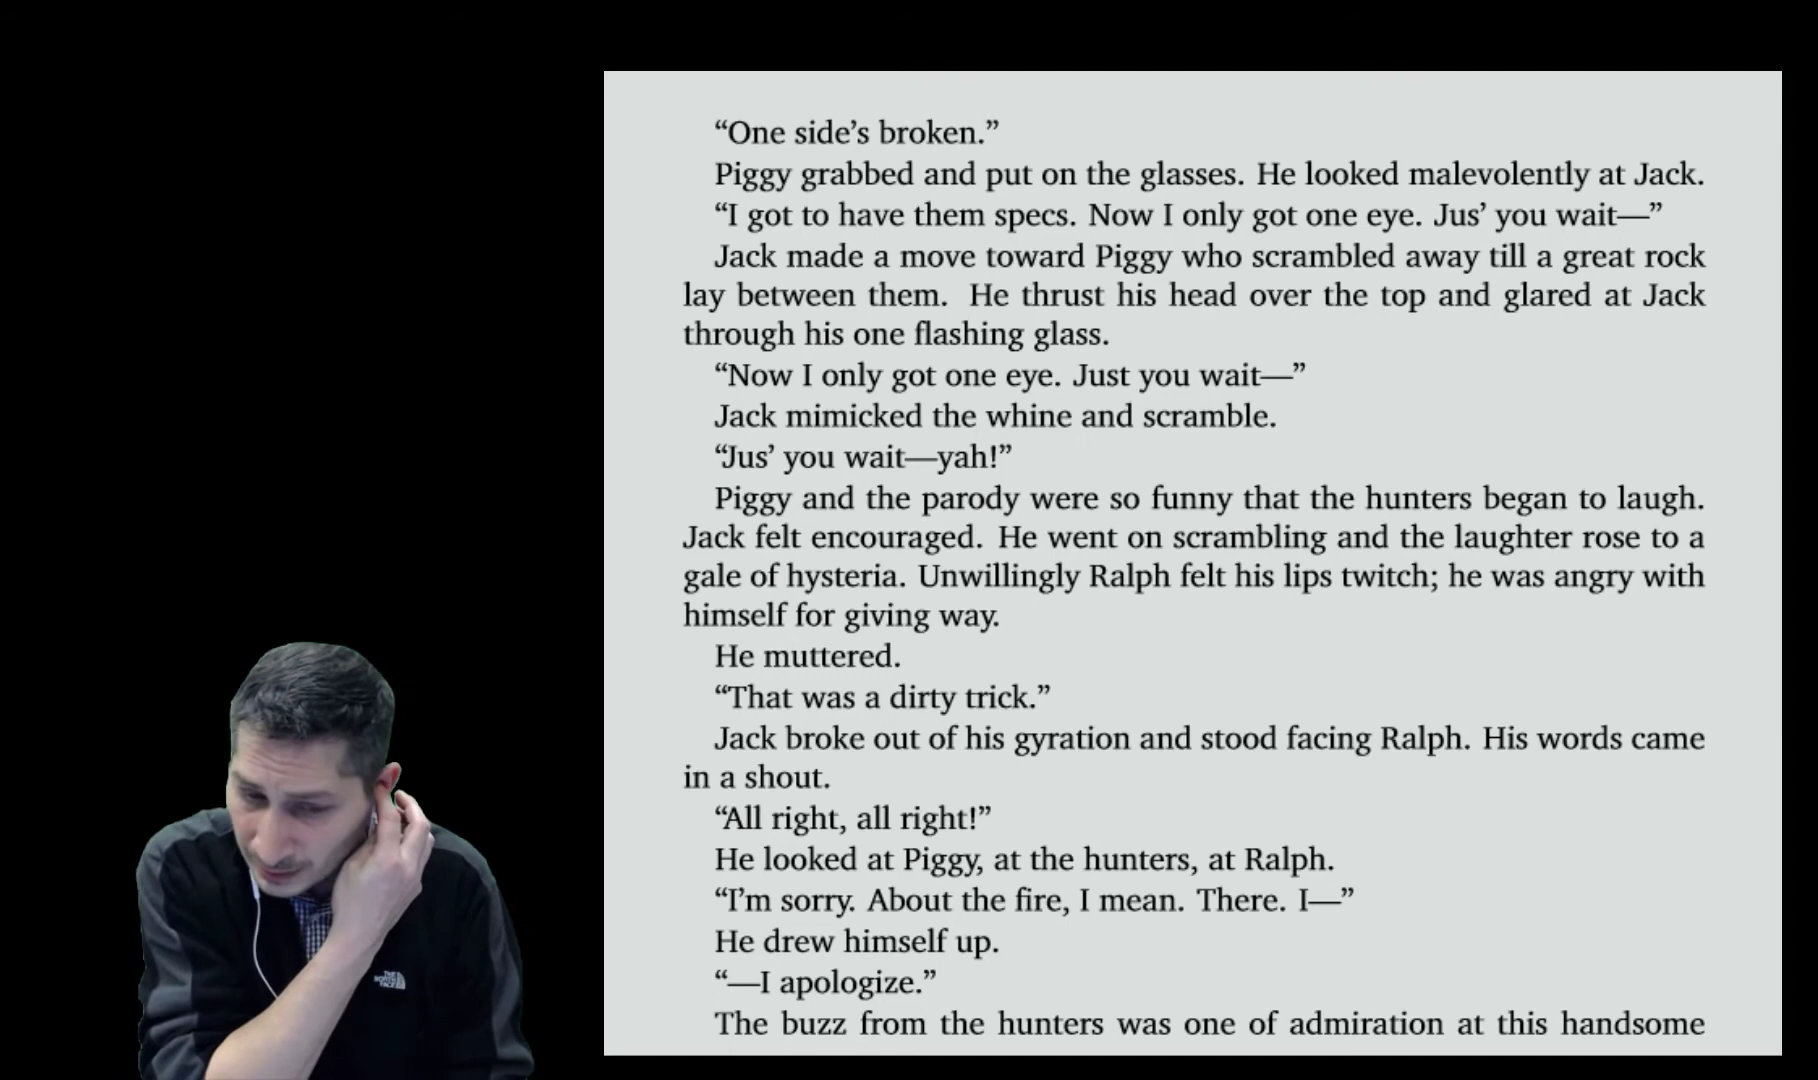 “One side’s broken.”
Piggy grabbed and put on the glasses. He looked malevolently at Jack.
“I got to have them specs. Now I only got one eye. Jus’ you wait—”
Jack made a move toward Piggy who scrambled away till a great rock
lay between them. He thrust his head over the top and glared at Jack
through his one flashing glass.
“Now I only got one eye. Just you wait—”
Jack mimicked the whine and scramble.
“Jus’ you wait—yah!”
Piggy and the parody were so funny that the hunters began to laugh.
Jack felt encouraged. He went on scrambling and the laughter rose to a
gale of hysteria. Unwillingly Ralph felt his lips twitch; he was angry with
himself for giving way.
He muttered.
“That was a dirty trick.”
Jack broke out of his gyration and stood facing Ralph. His words came
in a shout.
“All right, all right!”
He looked at Piggy, at the hunters, at Ralph.
“I’m sorry. About the fire, I mean. There. I—”
He drew himself up.
“—I apologize.”
The buzz from the hunters was one of admiration at this handsome
THE
NORTH
FACE